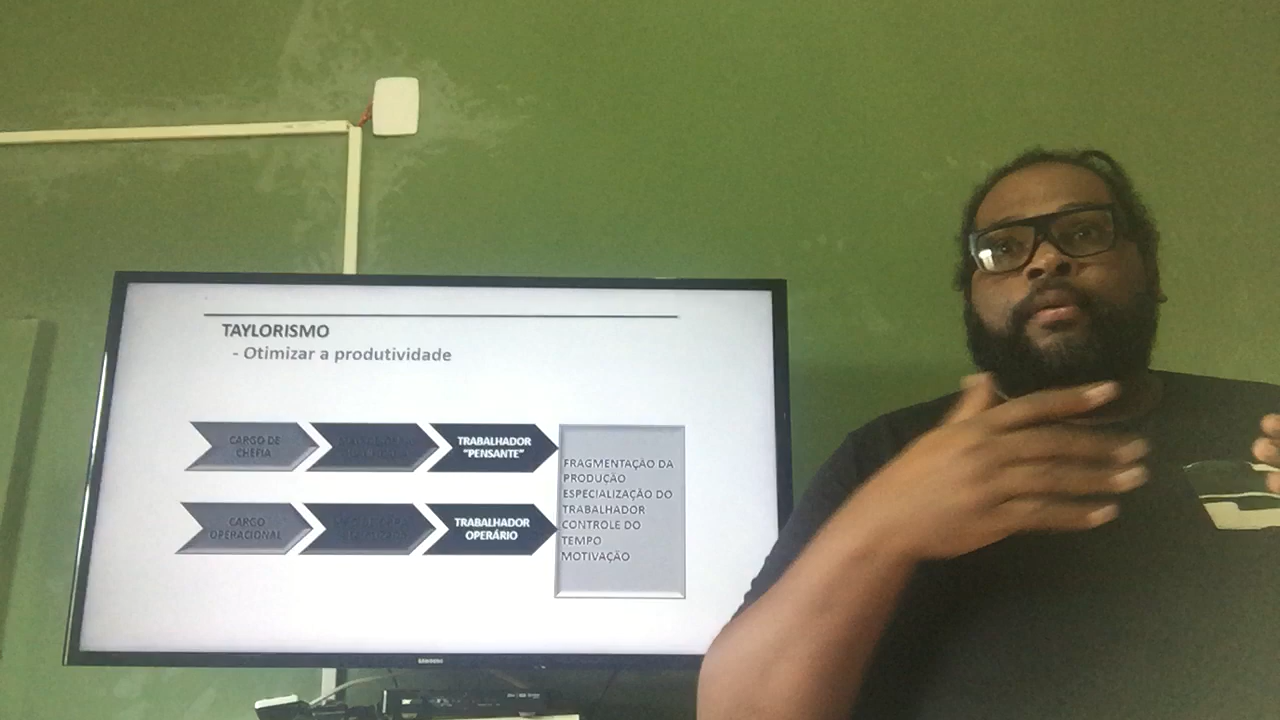 TAYLORISMO
- Otimizar a produtividade
CARGO DE
CHEFIA
TRABALHADOR
"PENSANTE"
CARGO
OPERACIONAL
TRABALHADOR
OPERÁRIO
FRAGMENTAÇÃO DA
PRODUÇÃO
ESPECIALIZAÇÃO DO
TRABALHADOR
CONTROLE DO
TEMPO
MOTIVAÇÃO
SAMSUNG